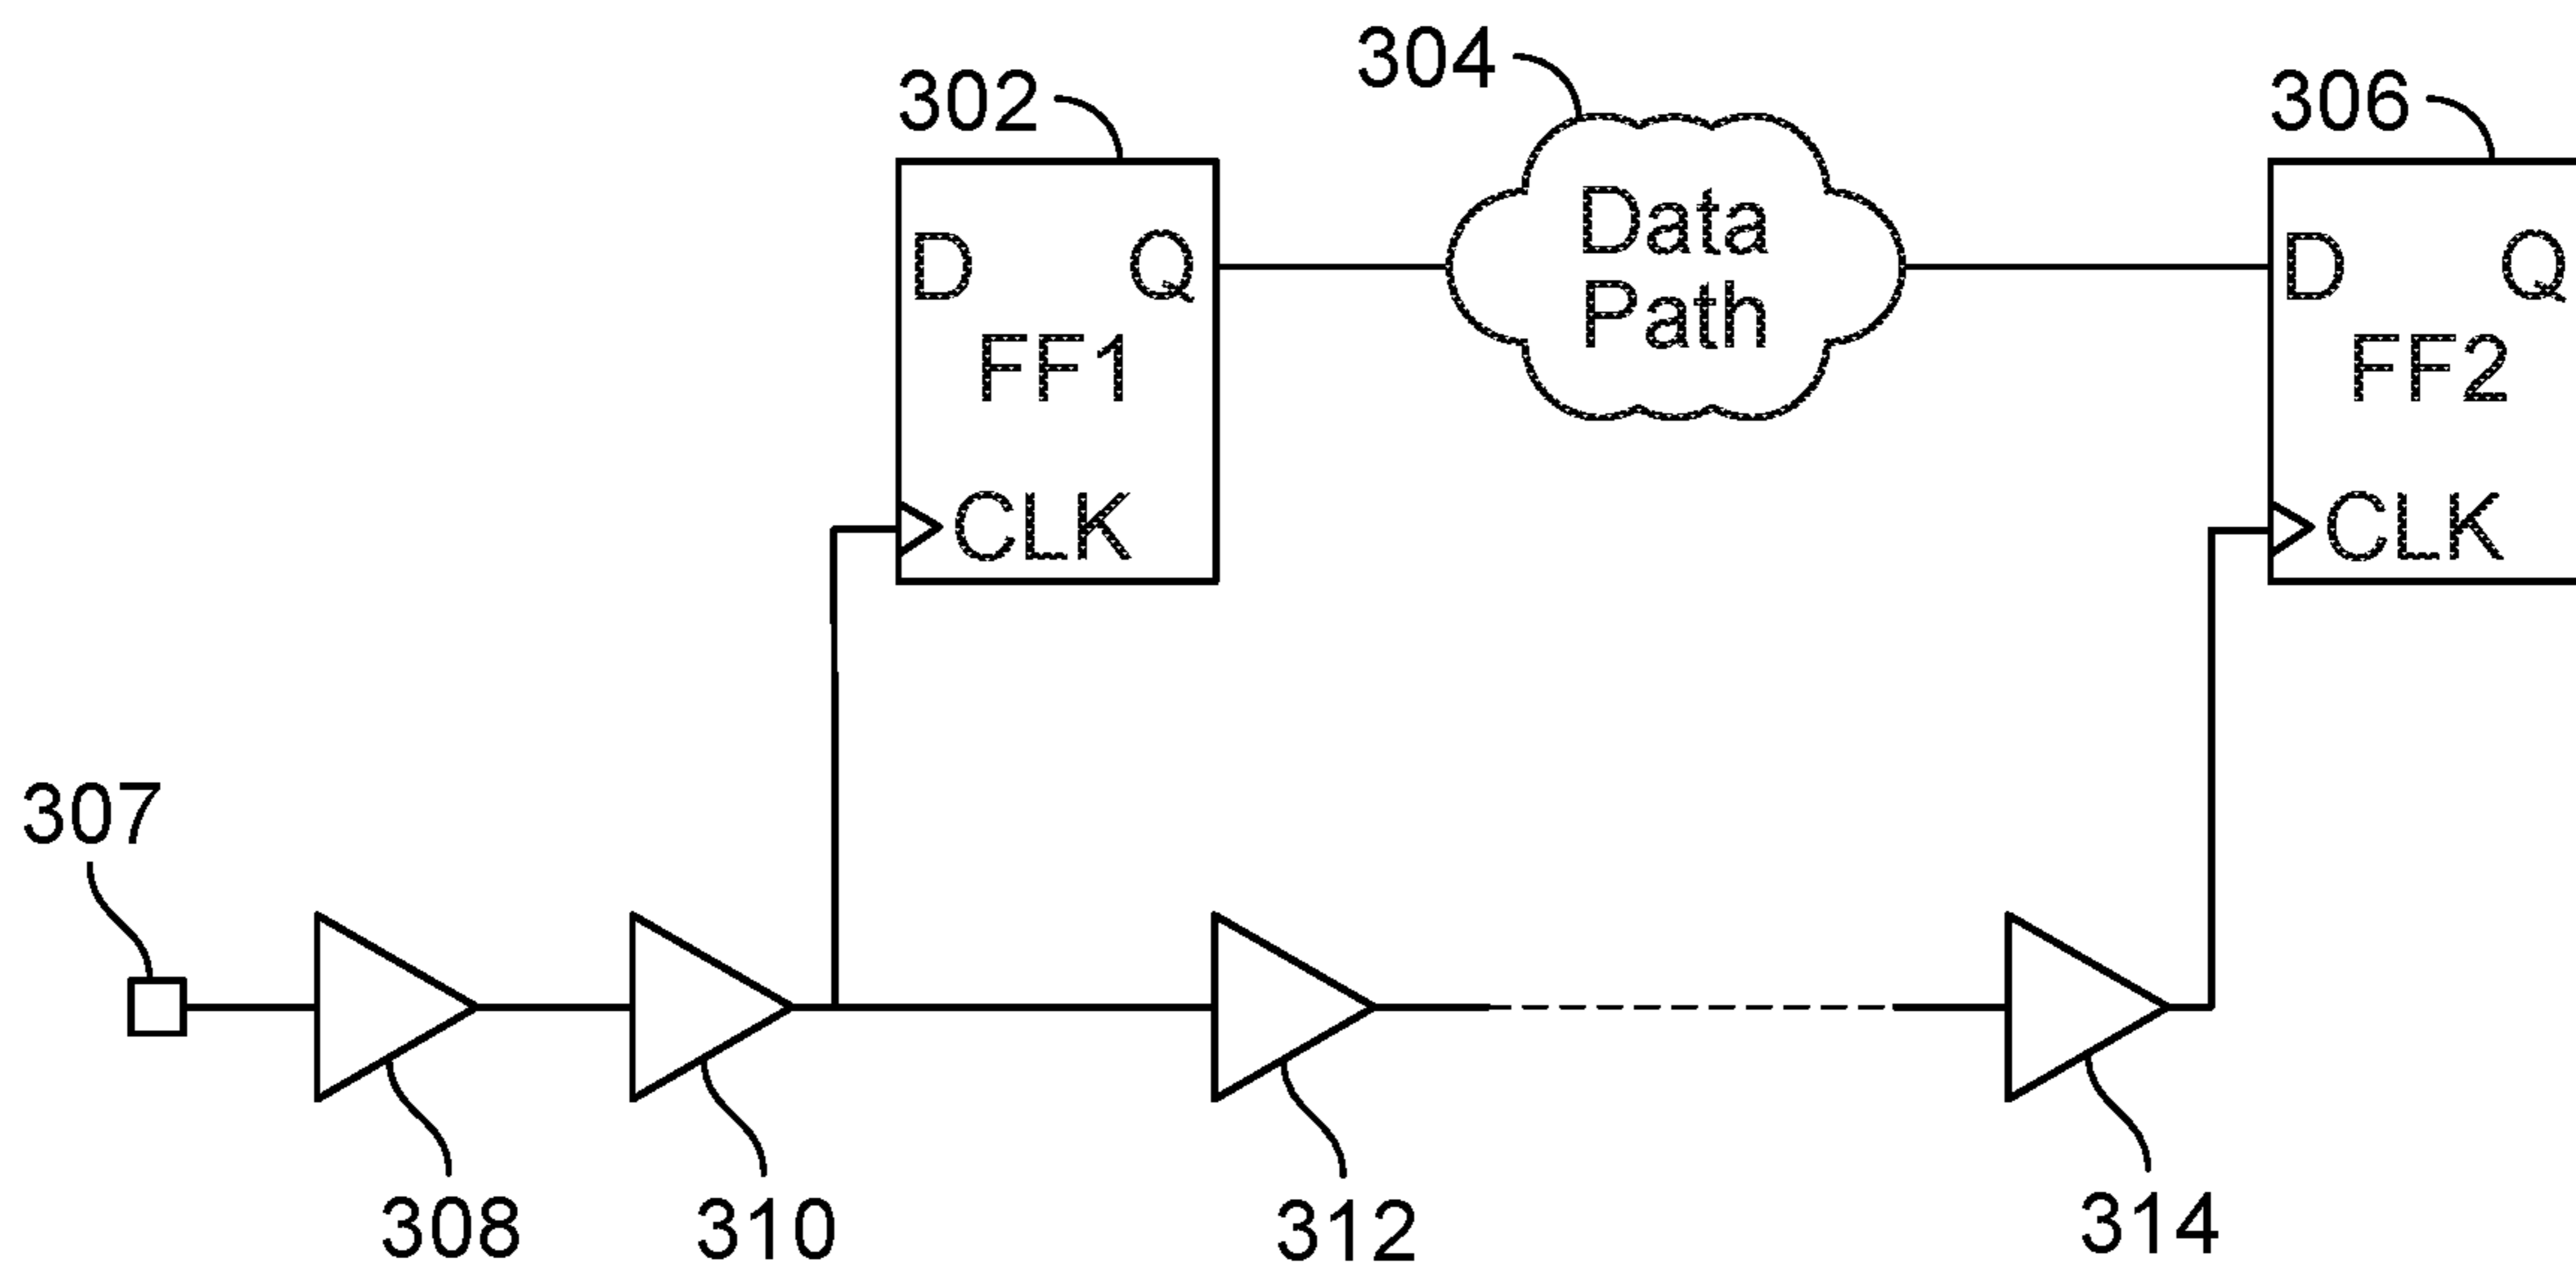 304
302
306
Data
Path
D Q
FF1
CLK
D Q
FF2
CLK
307
308
310
312
314